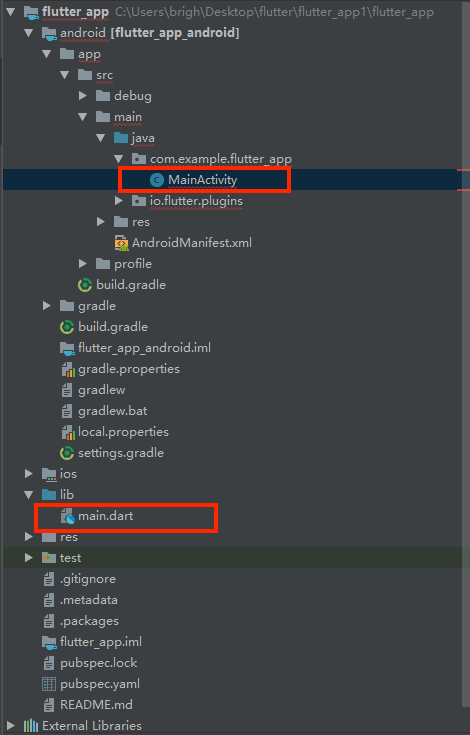 flutter_app C:\Users\brigh\Desktop\flutter\flutter_app1\flutter_app
android [flutter_app_android]
app
src
debug
main
java
com.example.flutter_app
MainActivity
io.flutter.plugins
res
AndroidManifest.xml
profile
build.gradle
gradle
build.gradle
flutter_app_android.iml
gradle.properties
gradlew
gradlew.bat
local.properties
settings.gradle
ios
lib
main.dart
res
test
.gitignore
.metadata
.packages
flutter_app.iml
pubspec.lock
pubspec.yaml
README.md
External Libraries